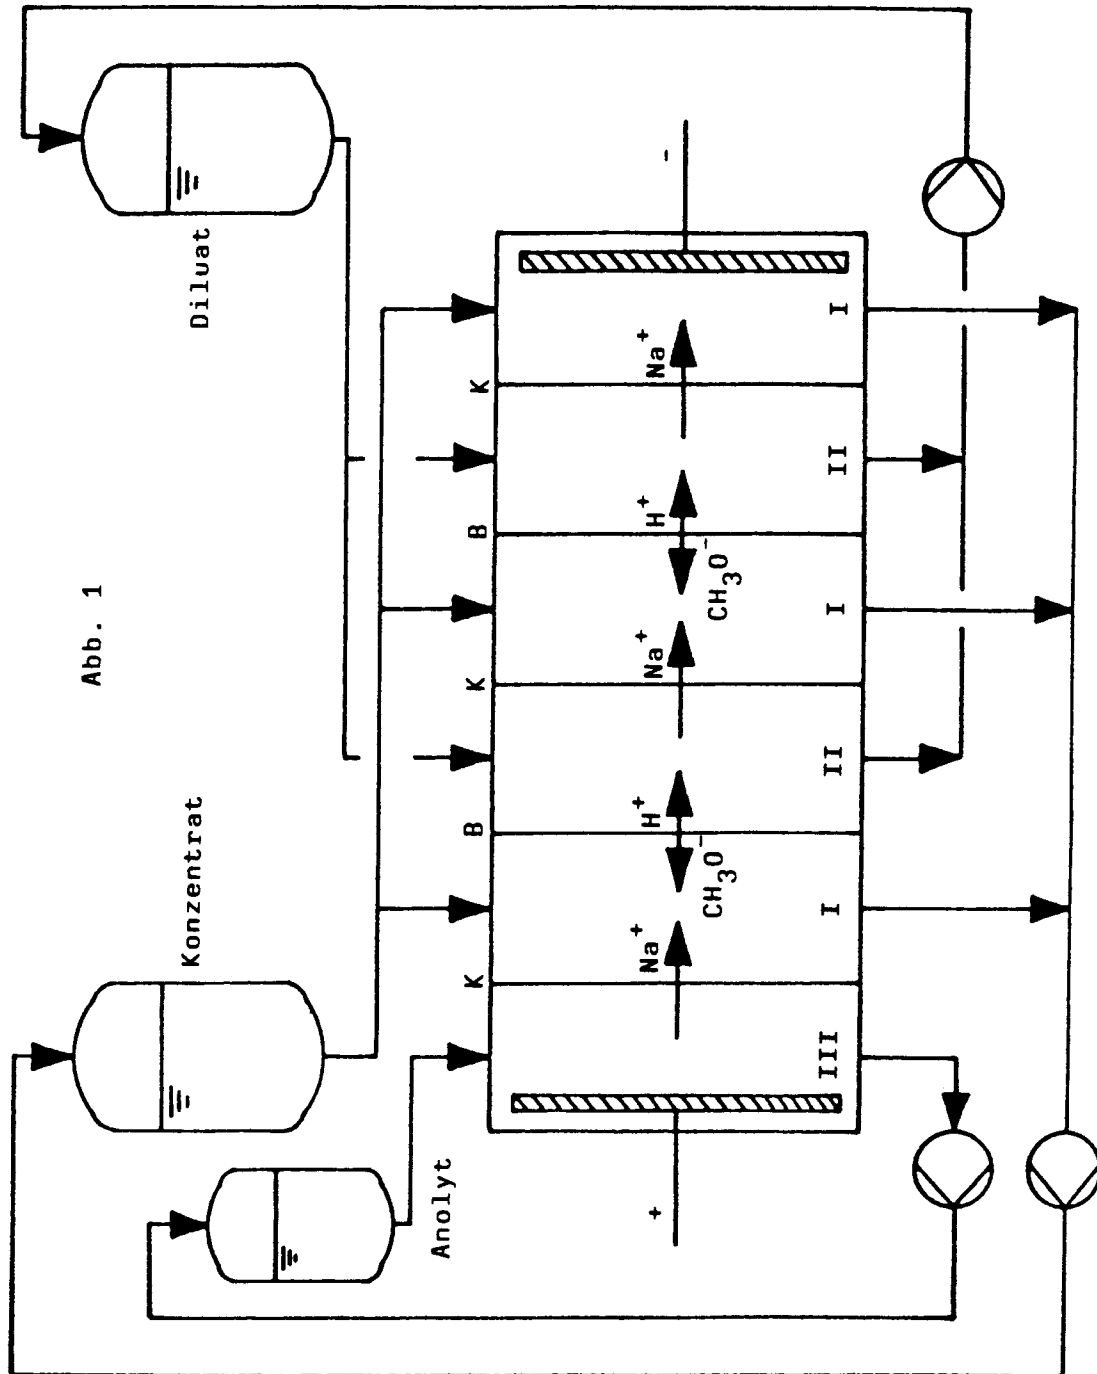 Abb. 1
Konzentrat
Diluat
Anolyt
K B K B K
+ Na⁺ H⁺ Na⁺ H⁺ Na⁺ -
CH₃O⁻ CH₃O⁻
III I II I II I